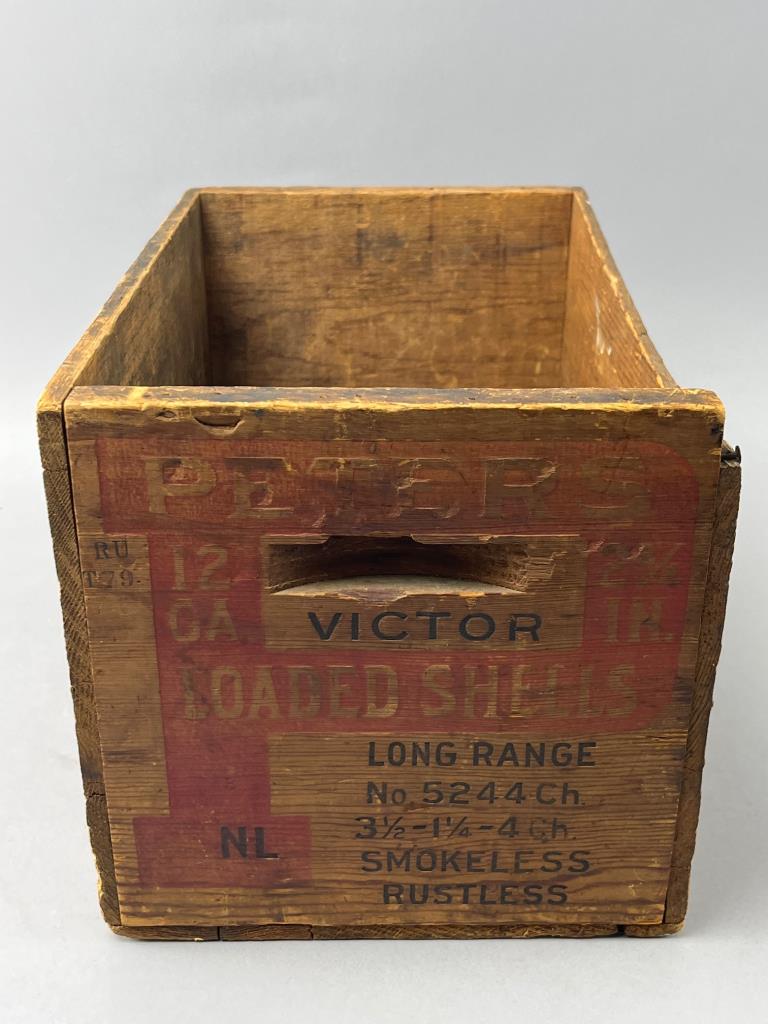 PETERS
RU
T.79.
12
GA.
2¾
IN.
VICTOR
LOADED SHELLS
LONG RANGE
No. 5244 Ch.
3½-1¼-4 Ch.
SMOKELESS
RUSTLESS
NL